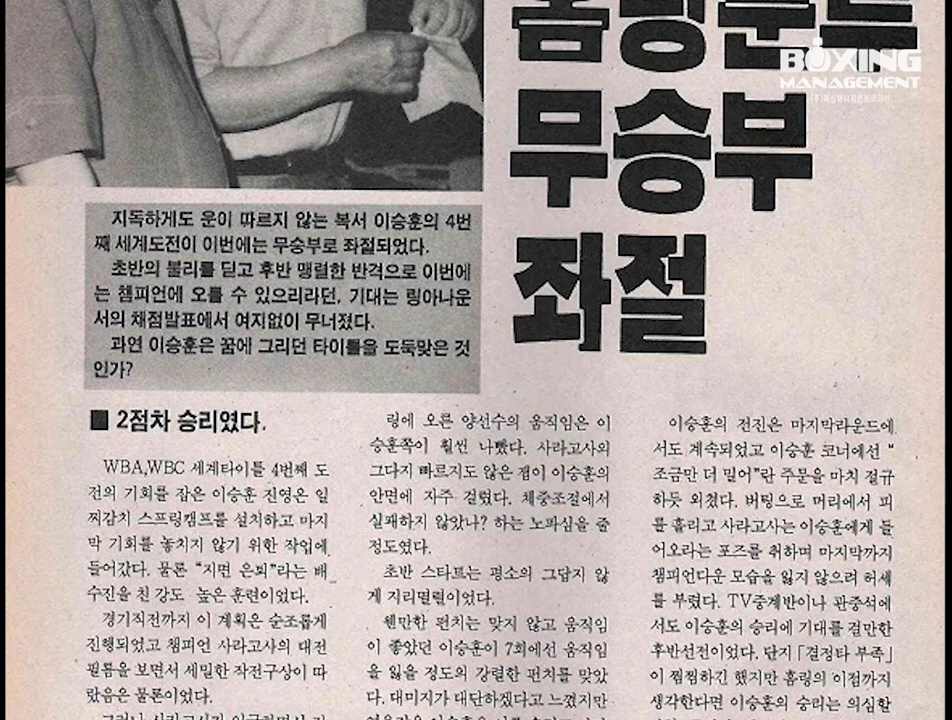 홈링분드
BOXING
MANAGEMENT
무승부
좌절
지독하게도 운이 따르지 않는 복서 이승훈의 4번
째 세계도전이 이번에는 무승부로 좌절되었다.
초반의 불리를 딛고 후반 맹렬한 반격으로 이번에
는 챔피언에 오를 수 있으리라던, 기대는 링아나운
서의 채점발표에서 여지없이 무너졌다.
과연 이승훈은 꿈에 그리던 타이틀을 도둑맞은 것
인가?
■ 2점차 승리였다.
WBA,WBC 세계타이틀 4번째 도
전의 기회를 잡은 이승훈 진영은 일
찌감치 스프링캠프를 설치하고 마지
막 기회를 놓치지 않기 위한 작업에
들어갔다. 물론 “지면 은퇴”라는 배
수진을 친 강도 높은 훈련이었다.
경기직전까지 이 계획은 순조롭게
진행되었고 챔피언 사라고사의 대전
필름을 보면서 세밀한 작전구상이 따
랐음은 물론이었다.
링에 오른 양선수의 움직임은 이
승훈쪽이 훨씬 나빴다. 사라고사의
그다지 빠르지도 않은 잽이 이승훈의
안면에 자주 걸렸다. 체중조절에서
실패하지 않았나? 하는 노파심을 줄
정도였다.
초반 스타트는 평소의 그답지 않
게 지리멸렬이었다.
웬만한 펀치는 맞지 않고 움직임
이 좋았던 이승훈이 7회에선 움직임
을 잃을 정도의 강렬한 펀치를 맞았
다. 대미지가 대단하겠다고 느꼈지만
이승훈의 전진은 마지막라운드에
서도 계속되었고 이승훈 코너에선 “
조금만 더 밀어”란 주문을 마치 절규
하듯 외쳤다. 버팅으로 머리에서 피
를 흘리고 사라고사는 이승훈에게 들
어오라는 포즈를 취하며 마지막까지
챔피언다운 모습을 잃지 않으려 허세
를 부렸다. TV중계반이나 관중석에
서도 이승훈의 승리에 기대를 걸만한
후반선전이었다. 단지 「결정타 부족」
이 찜찜하긴 했지만 홈링의 이점까지
생각한다면 이승훈의 승리는 의심할